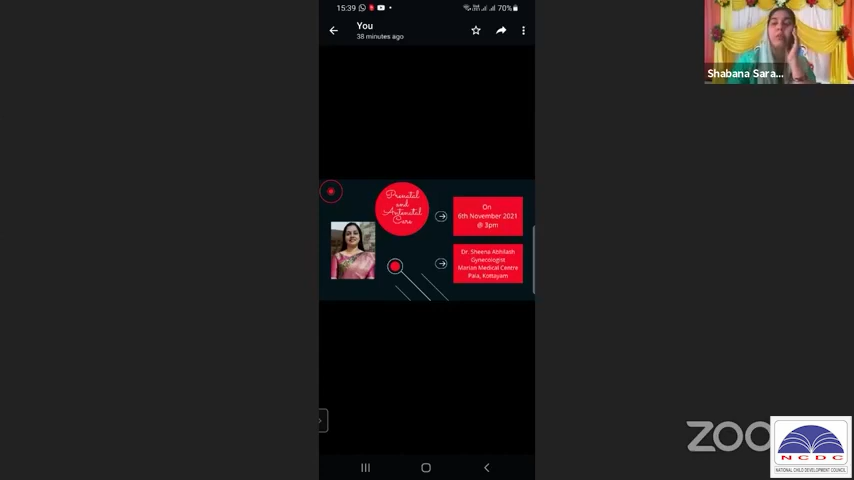 15:39
70%
You
38 minutes ago
Shabana Sara...
Prenatal
and
Antenatal
Care
On
6th November 2021
@ 3pm
Dr. Sheena Abhilash
Gynecologist
Marian Medical Centre
Pala, Kottayam
ZOO
NCDC
NATIONAL CHILD DEVELOPMENT COUNCIL